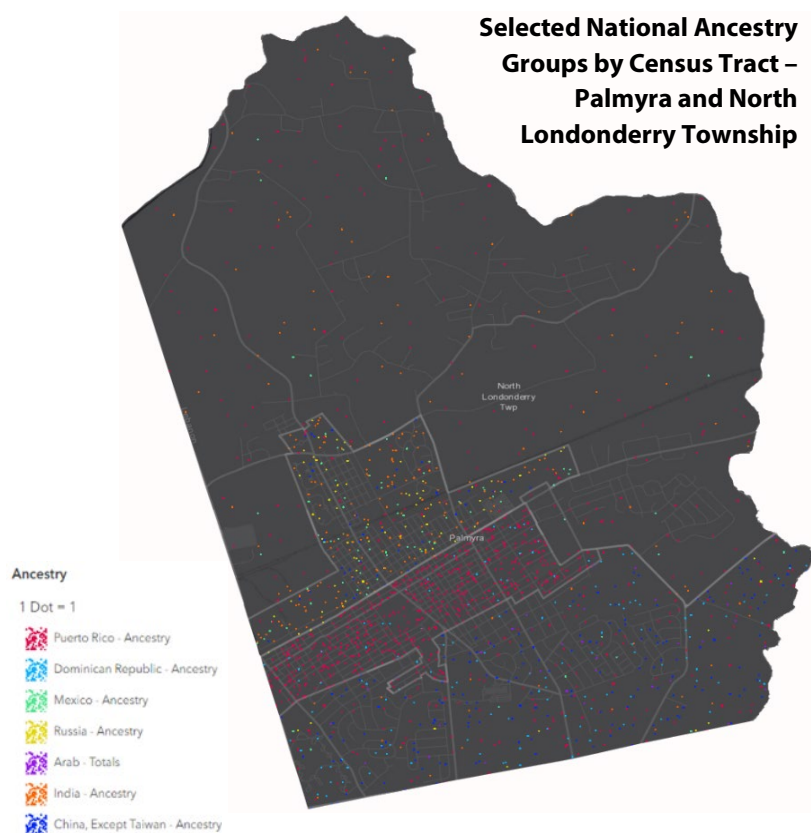 Selected National Ancestry
Groups by Census Tract –
Palmyra and North
Londonderry Township
North
Londonderry
Twp
Palmyra
Ancestry
1 Dot = 1
Puerto Rico - Ancestry
Dominican Republic - Ancestry
Mexico - Ancestry
Russia - Ancestry
Arab - Totals
India - Ancestry
China, Except Taiwan - Ancestry